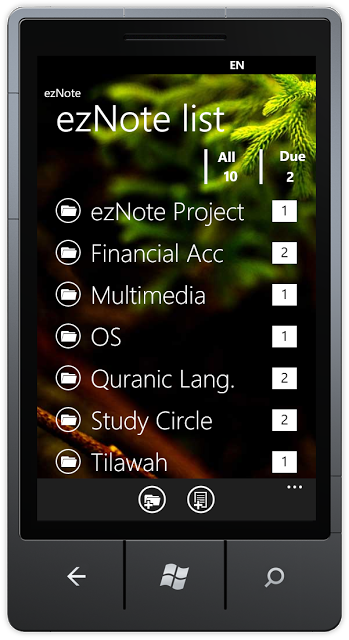 EN
ezNote
ezNote list
All Due
10 2
ezNote Project 1
Financial Acc 2
Multimedia 1
OS 1
Quranic Lang. 2
Study Circle 2
Tilawah 1
...